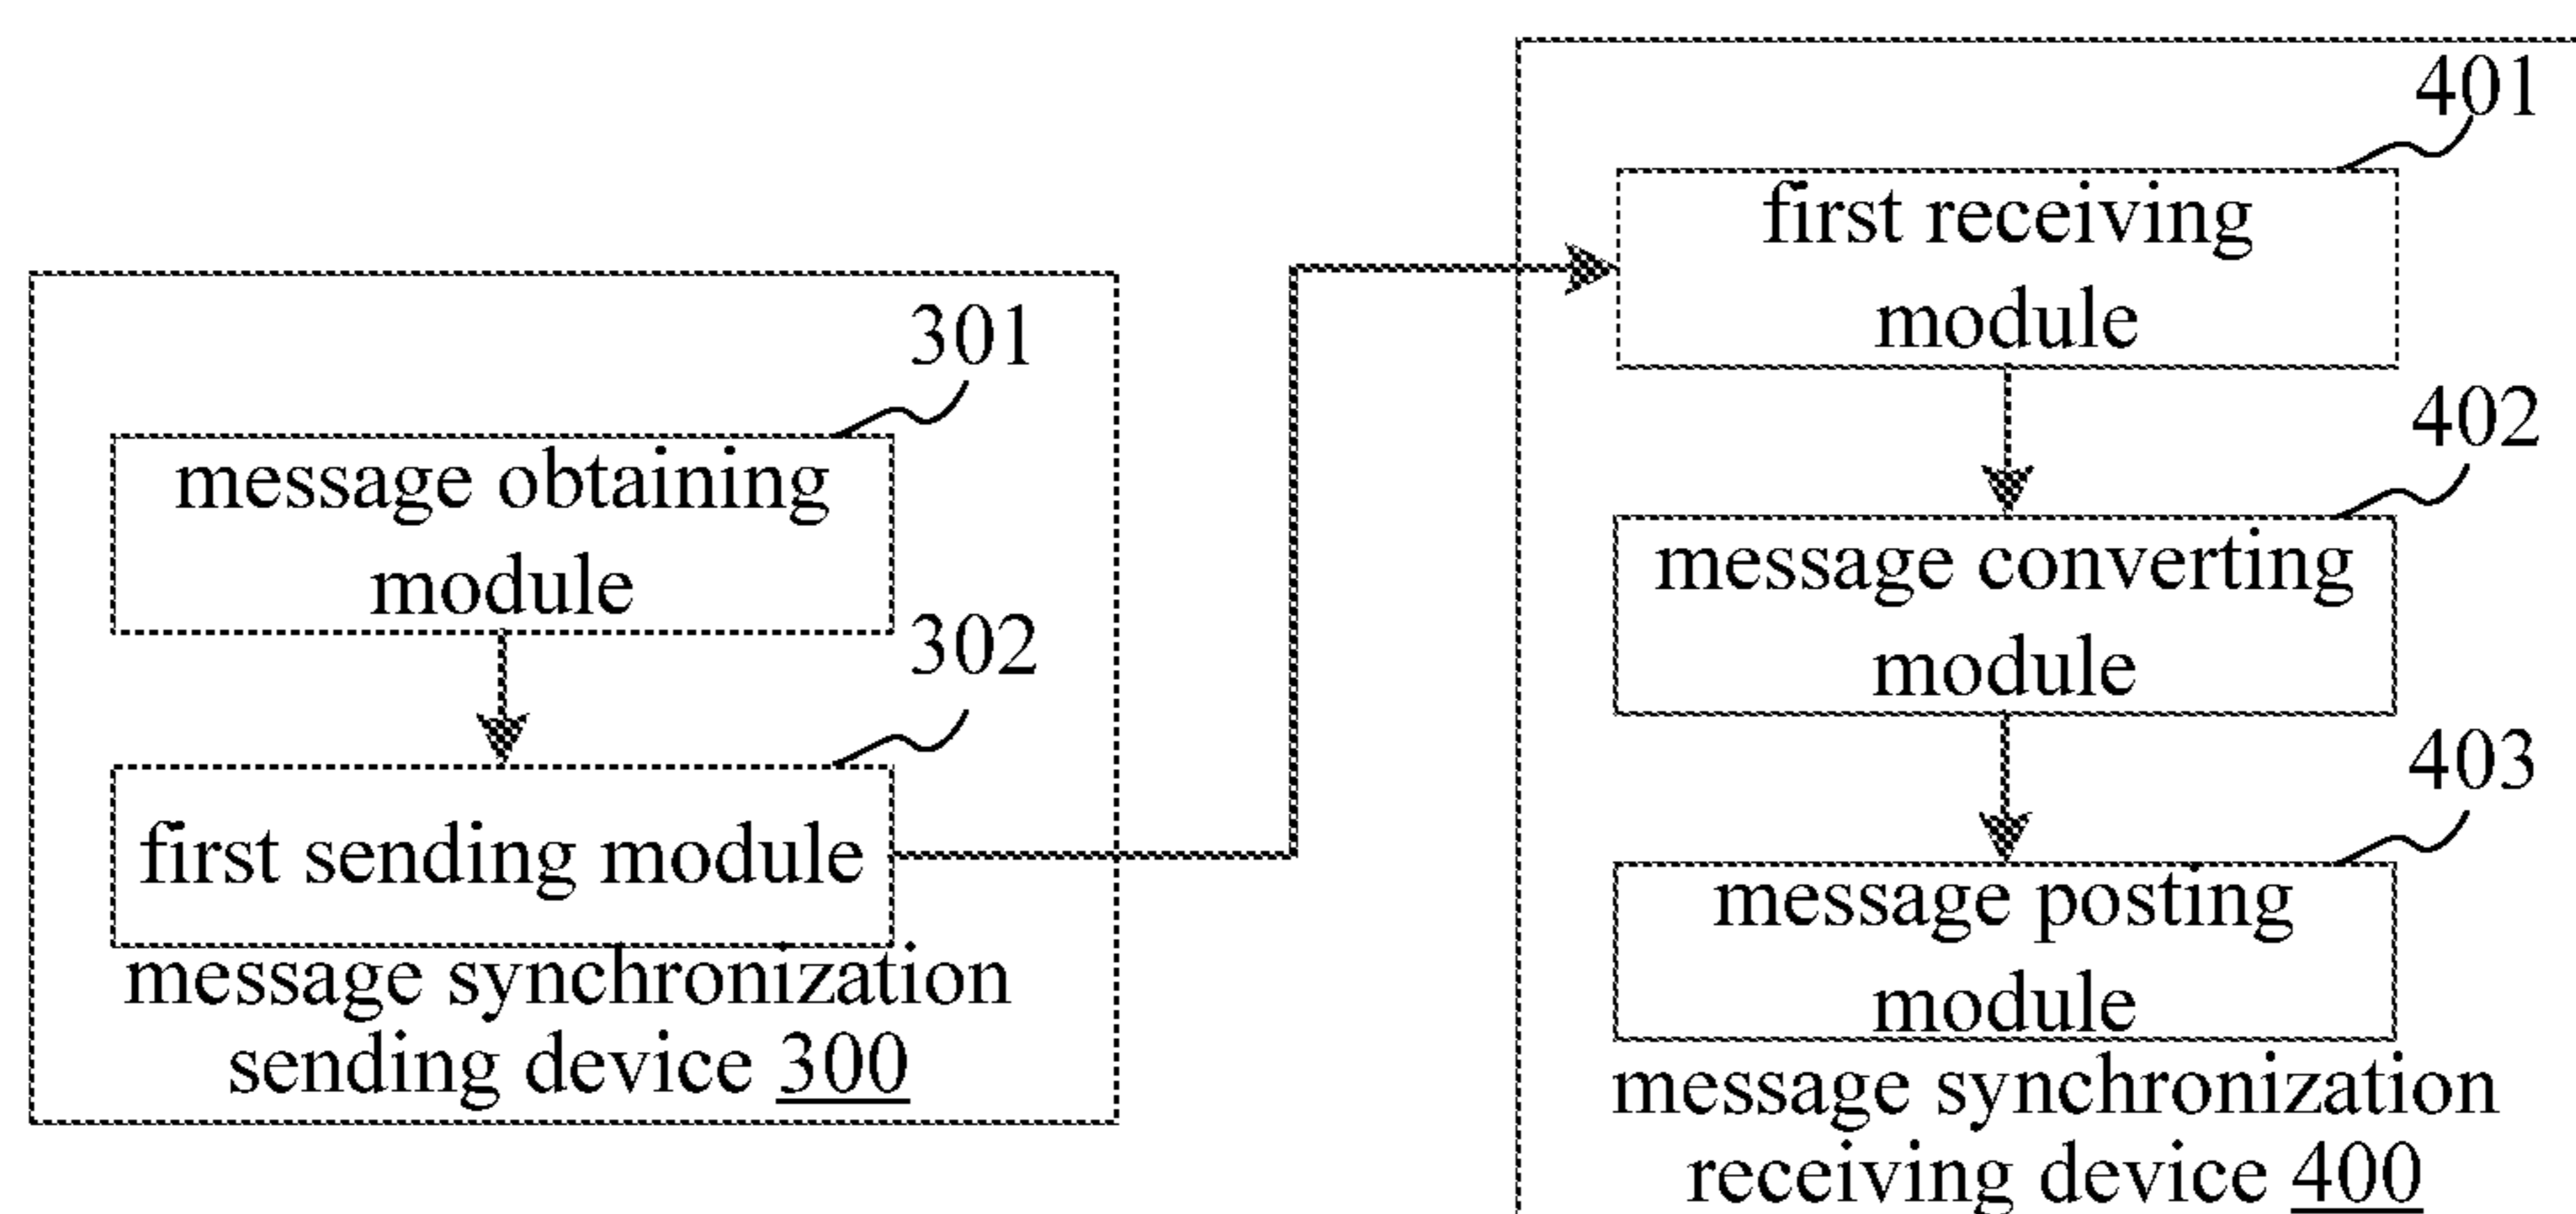 301
message obtaining
module
302
first sending module
message synchronization
sending device 300
401
first receiving
module
402
message converting
module
403
message posting
module
message synchronization
receiving device 400